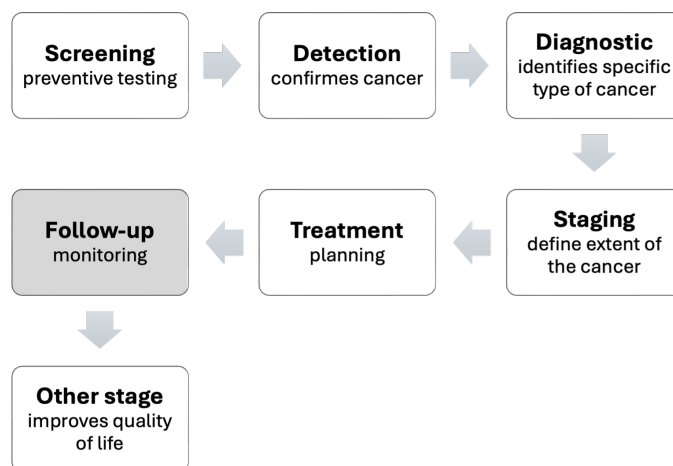 Screening
preventive testing
Detection
confirmes cancer
Diagnostic
identifies specific
type of cancer
Staging
define extent of
the cancer
Treatment
planning
Follow-up
monitoring
Other stage
improves quality
of life